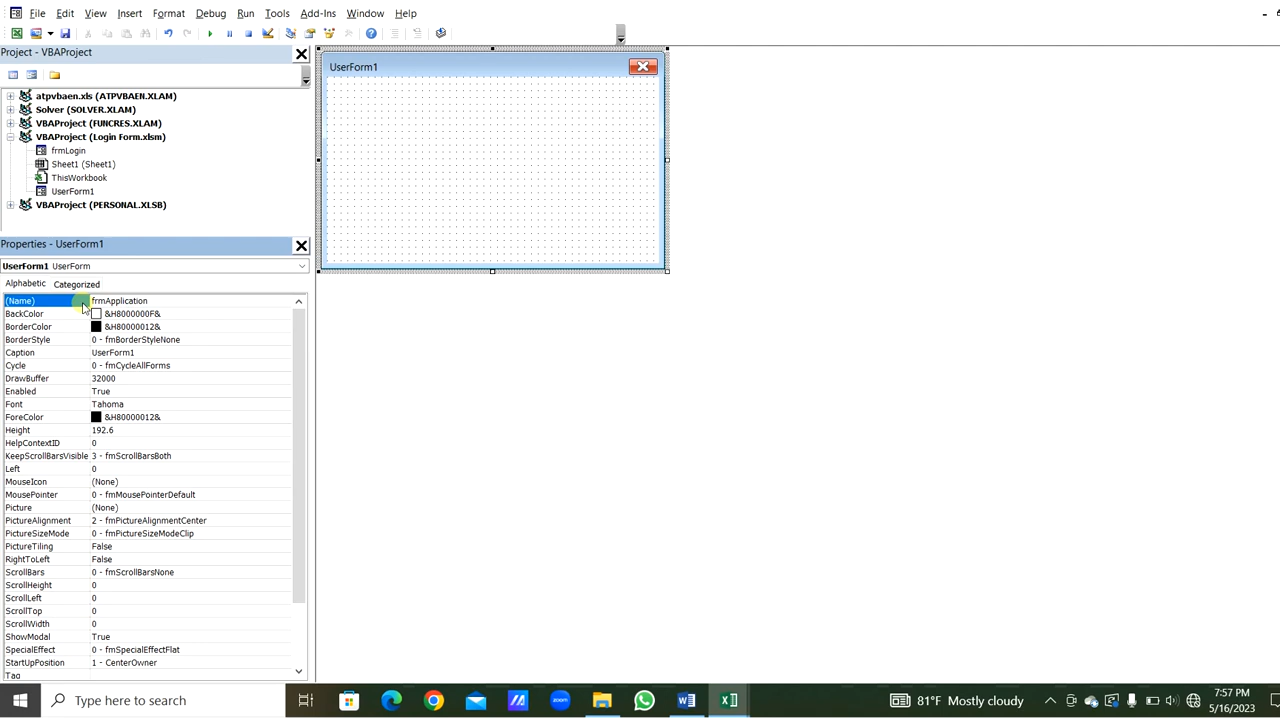 File Edit View Insert Format Debug Run Tools Add-Ins Window Help
Project - VBAProject
atpvbaen.xls (ATPVBAEN.XLAM)
Solver (SOLVER.XLAM)
VBAProject (FUNCRES.XLAM)
VBAProject (Login Form.xlsm)
frmLogin
Sheet1 (Sheet1)
ThisWorkbook
UserForm1
VBAProject (PERSONAL.XLSB)
Properties - UserForm1
UserForm1 UserForm
Alphabetic Categorized
(Name) frmApplication
BackColor &H8000000F&
BorderColor &H80000012&
BorderStyle 0 - fmBorderStyleNone
Caption UserForm1
Cycle 0 - fmCycleAllForms
DrawBuffer 32000
Enabled True
Font Tahoma
ForeColor &H80000012&
Height 192.6
HelpContextID 0
KeepScrollBarsVisible 3 - fmScrollBarsBoth
Left 0
MouseIcon (None)
MousePointer 0 - fmMousePointerDefault
Picture (None)
PictureAlignment 2 - fmPictureAlignmentCenter
PictureSizeMode 0 - fmPictureSizeModeClip
PictureTiling False
RightToLeft False
ScrollBars 0 - fmScrollBarsNone
ScrollHeight 0
ScrollLeft 0
ScrollTop 0
ScrollWidth 0
ShowModal True
SpecialEffect 0 - fmSpecialEffectFlat
StartUpPosition 1 - CenterOwner
Tag
UserForm1
Type here to search
zoom
81°F Mostly cloudy
7:57 PM
5/16/2023